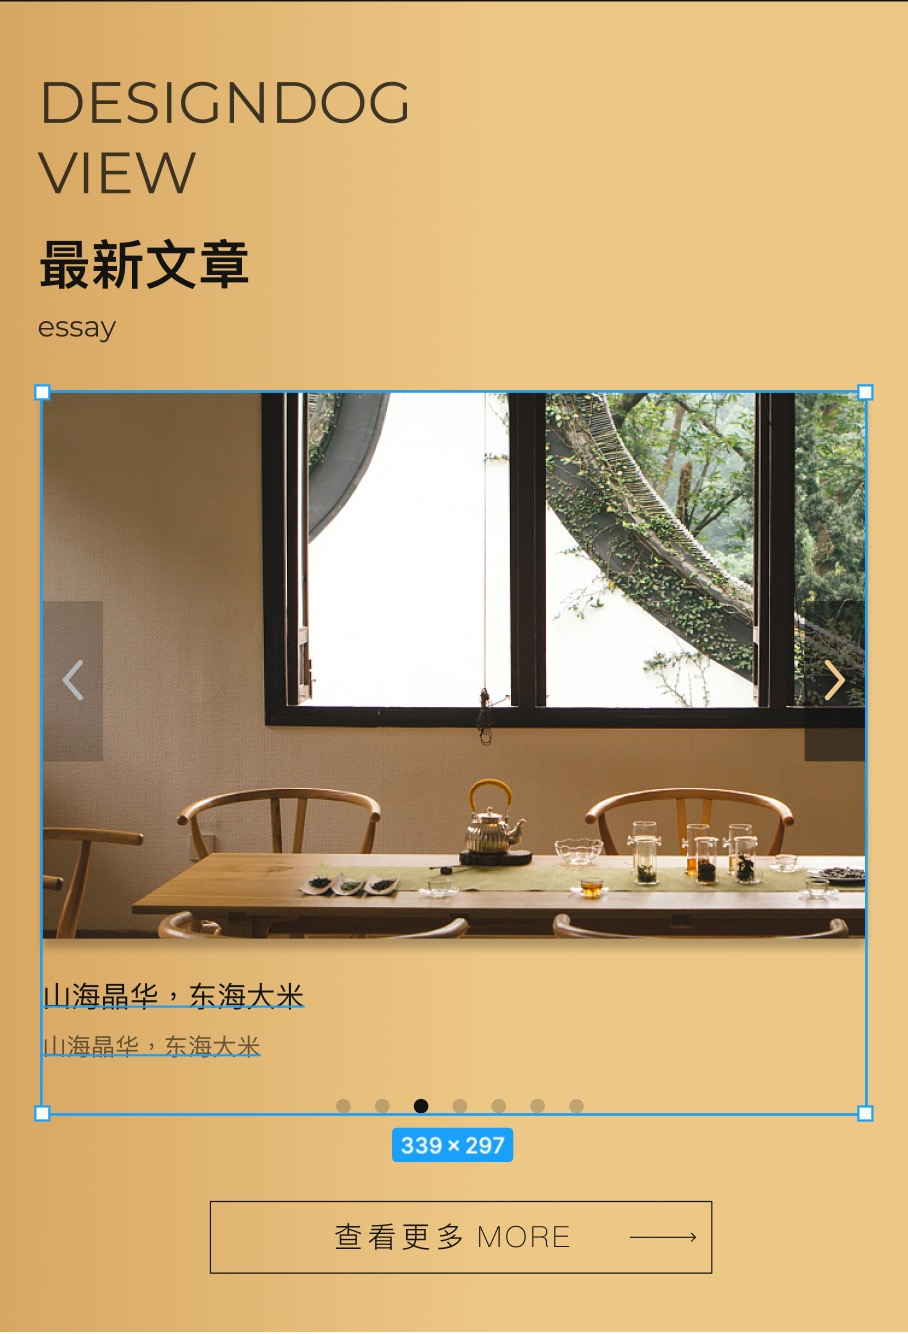 DESIGNDOG
VIEW
最新文章
essay
山海晶华，东海大米
山海晶华，东海大米
339 × 297
查看更多 MORE